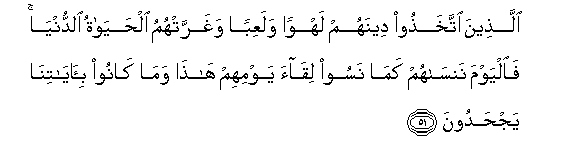 ٱلَّذِينَ ٱتَّخَذُوا۟ دِينَهُمْ لَهْوًا وَلَعِبًا وَغَرَّتْهُمُ ٱلْحَيَوٰةُ ٱلدُّنْيَا ۚ
فَٱلْيَوْمَ نَنسَىٰهُمْ كَمَا نَسُوا۟ لِقَآءَ يَوْمِهِمْ هَـٰذَا وَمَا كَانُوا۟ بِـَٔايَـٰتِنَا
يَجْحَدُونَ ۝٥١